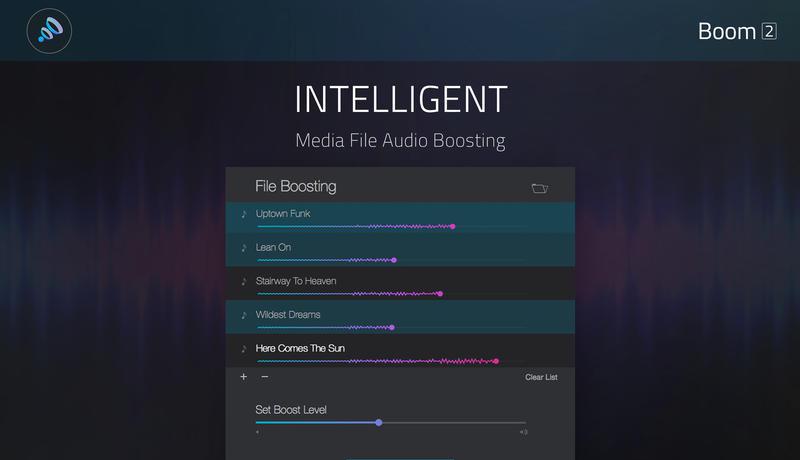 Boom 2
INTELLIGENT
Media File Audio Boosting
File Boosting
Uptown Funk
Lean On
Stairway To Heaven
Wildest Dreams
Here Comes The Sun
+ − Clear List
Set Boost Level